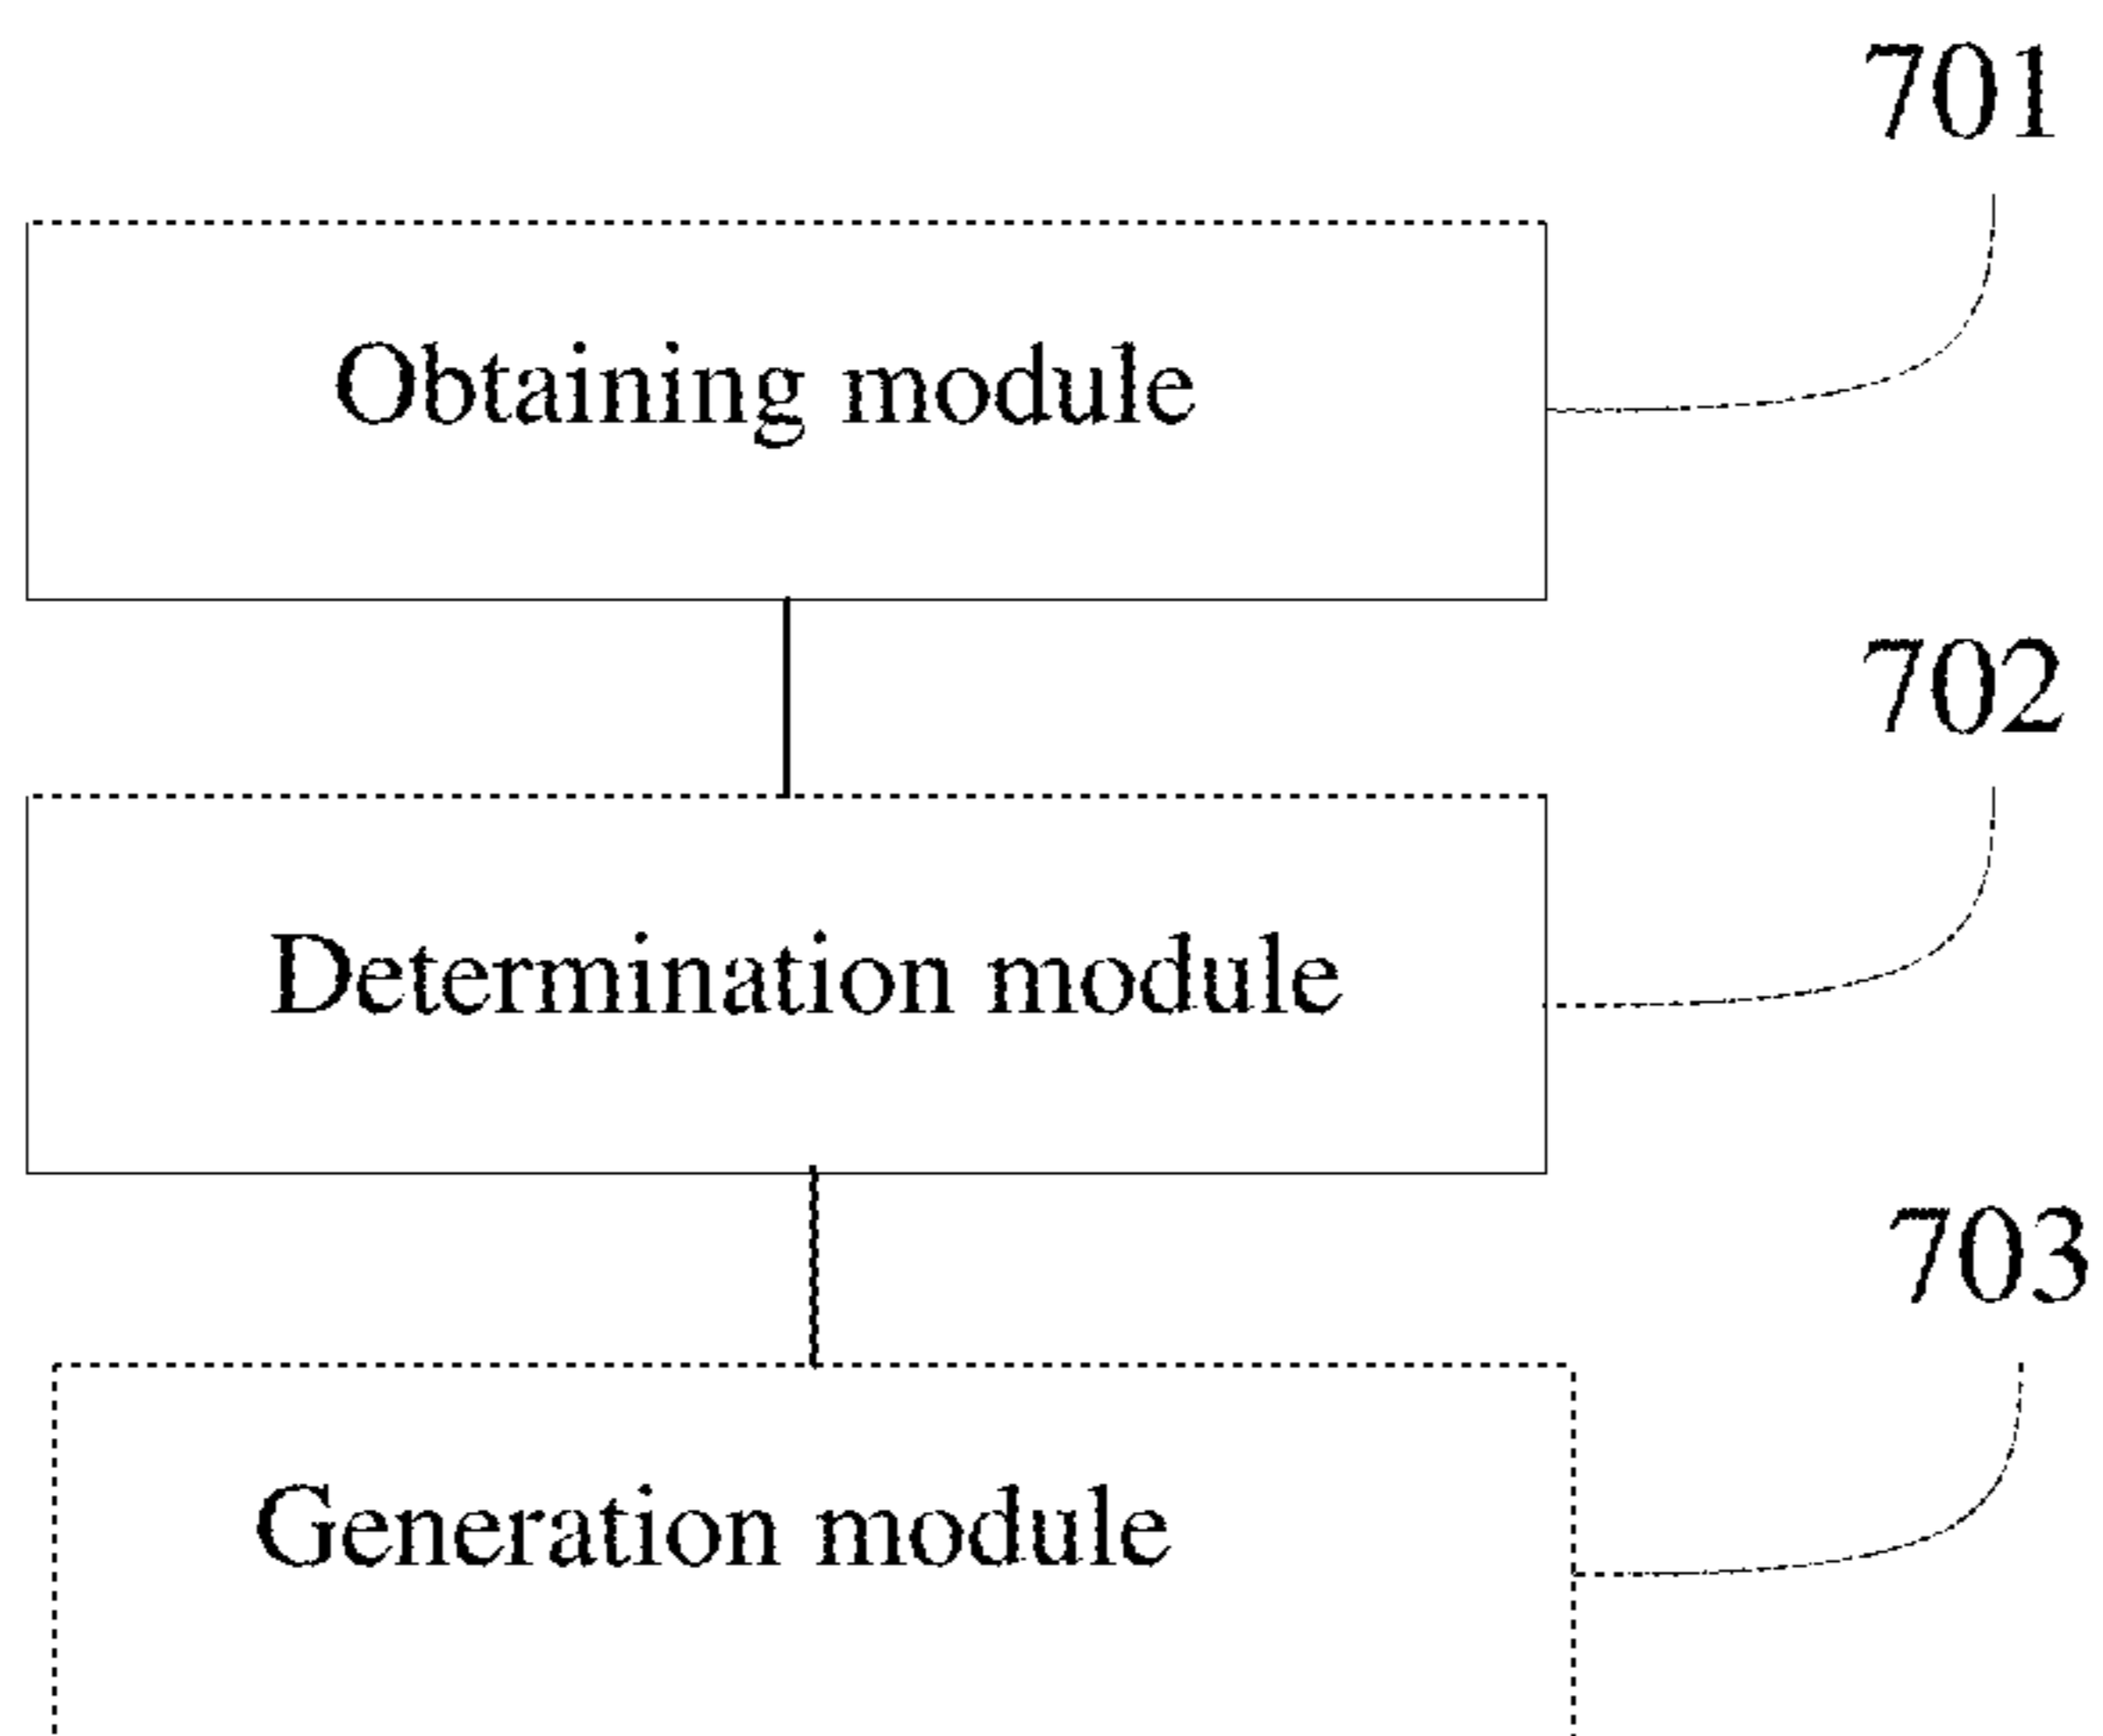 701
Obtaining module
702
Determination module
703
Generation module